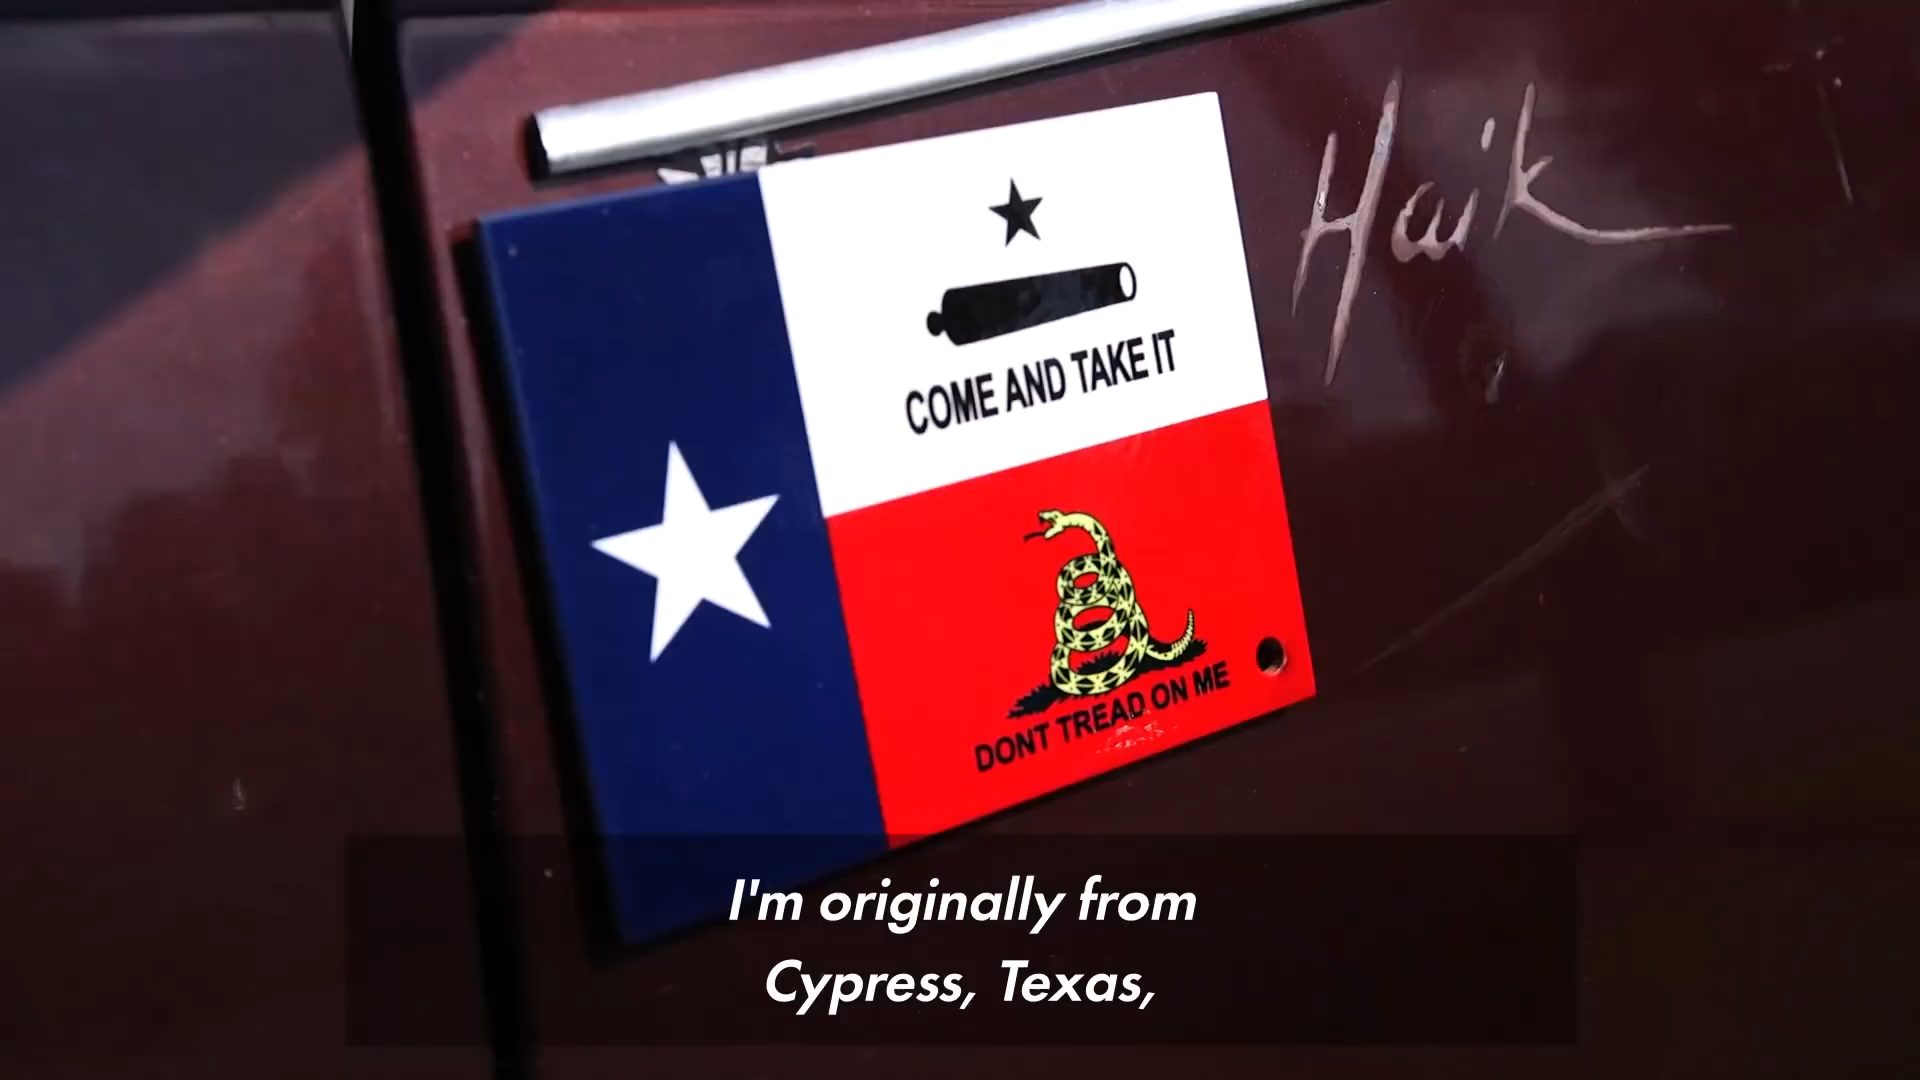 Haik
COME AND TAKE IT
DONT TREAD ON ME
I'm originally from
Cypress, Texas,